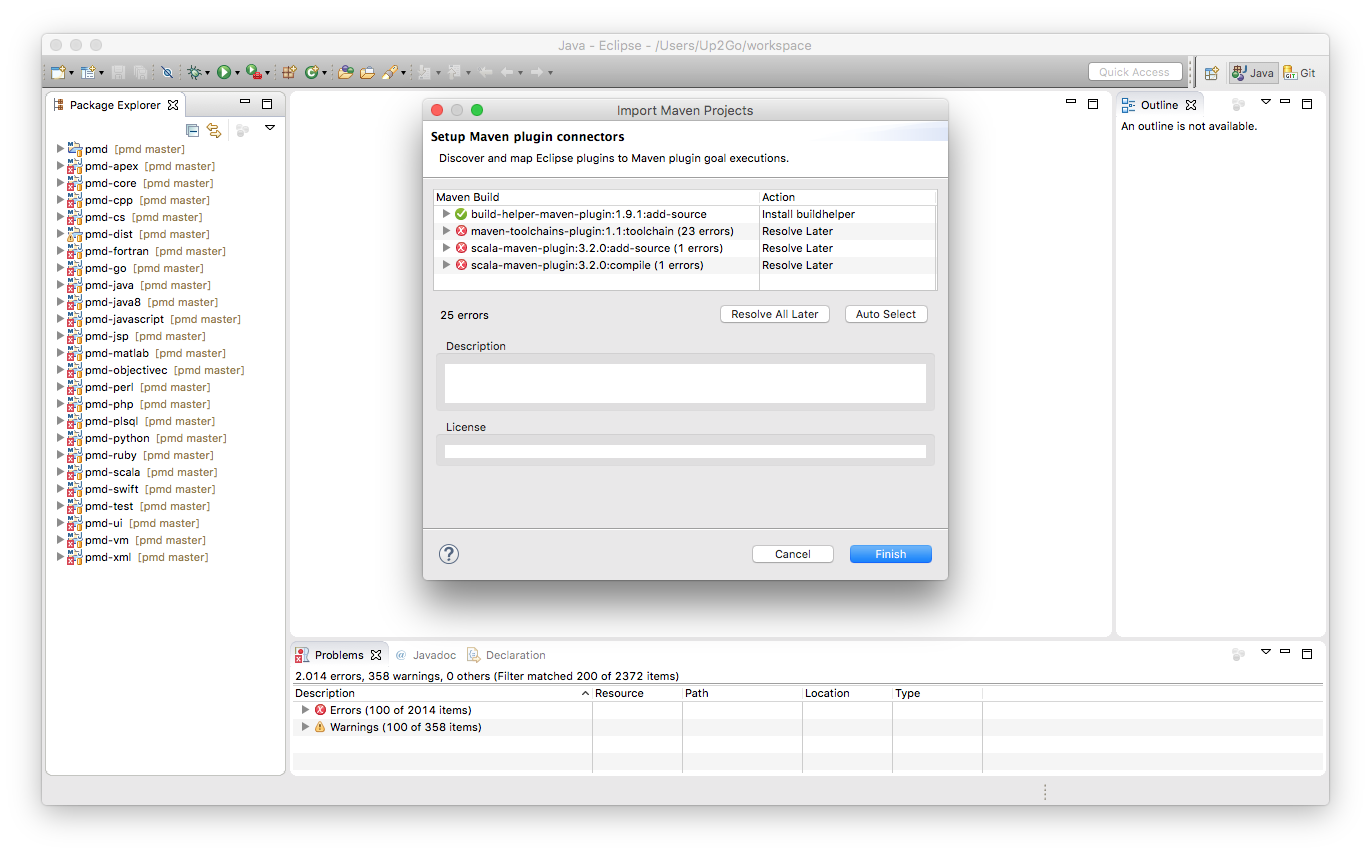 Java - Eclipse - /Users/Up2Go/workspace
Quick Access
Java
Git
Package Explorer
pmd [pmd master]
pmd-apex [pmd master]
pmd-core [pmd master]
pmd-cpp [pmd master]
pmd-cs [pmd master]
pmd-dist [pmd master]
pmd-fortran [pmd master]
pmd-go [pmd master]
pmd-java [pmd master]
pmd-java8 [pmd master]
pmd-javascript [pmd master]
pmd-jsp [pmd master]
pmd-matlab [pmd master]
pmd-objectivec [pmd master]
pmd-perl [pmd master]
pmd-php [pmd master]
pmd-plsql [pmd master]
pmd-python [pmd master]
pmd-ruby [pmd master]
pmd-scala [pmd master]
pmd-swift [pmd master]
pmd-test [pmd master]
pmd-ui [pmd master]
pmd-vm [pmd master]
pmd-xml [pmd master]
Import Maven Projects
Setup Maven plugin connectors
Discover and map Eclipse plugins to Maven plugin goal executions.
Maven Build Action
build-helper-maven-plugin:1.9.1:add-source Install buildhelper
maven-toolchains-plugin:1.1:toolchain (23 errors) Resolve Later
scala-maven-plugin:3.2.0:add-source (1 errors) Resolve Later
scala-maven-plugin:3.2.0:compile (1 errors) Resolve Later
25 errors Resolve All Later Auto Select
Description
License
? Cancel Finish
Outline
An outline is not available.
Problems @ Javadoc Declaration
2.014 errors, 358 warnings, 0 others (Filter matched 200 of 2372 items)
Description Resource Path Location Type
Errors (100 of 2014 items)
Warnings (100 of 358 items)